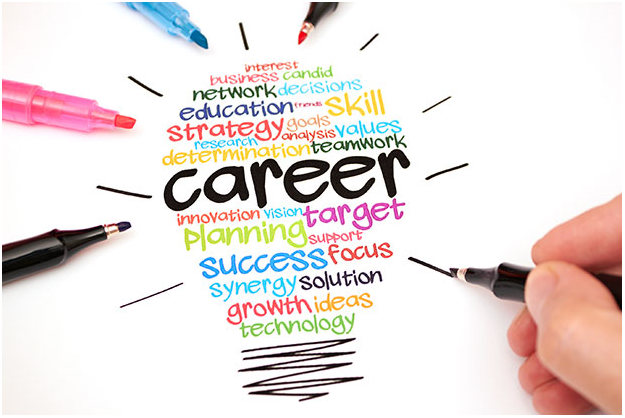 interest
business candid
network decisions
education friends skill
strategy goals
research analysis values
determination teamwork
career
innovation vision target
planning support
success focus
synergy solution
growth ideas
technology